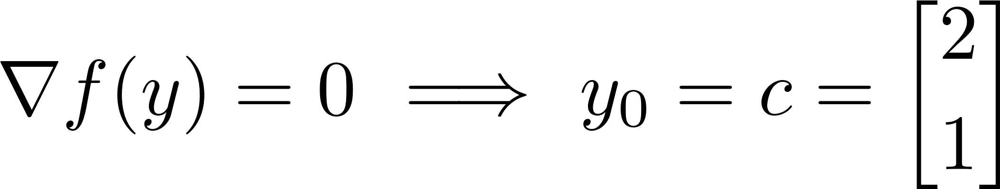 ∇f(y) = 0 ⟹ y₀ = c = [2 1]